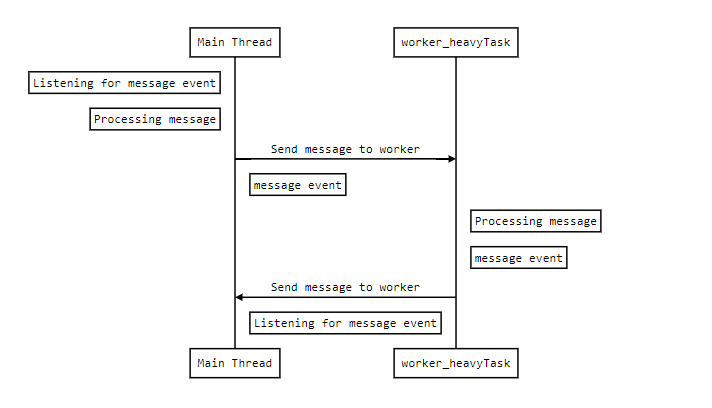 Main Thread
worker_heavyTask
Listening for message event
Processing message
Send message to worker
message event
Processing message
message event
Send message to worker
Listening for message event
Main Thread
worker_heavyTask